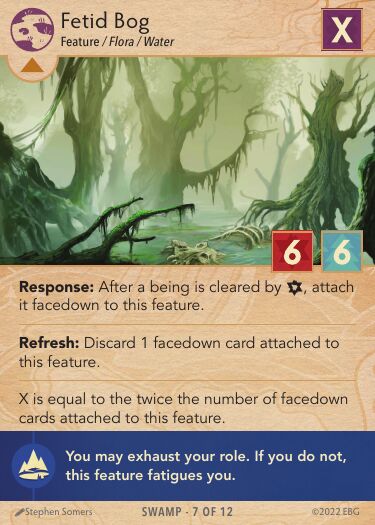 Fetid Bog
Feature / Flora / Water
X
6 6
Response: After a being is cleared by , attach
it facedown to this feature.
Refresh: Discard 1 facedown card attached to
this feature.
X is equal to the twice the number of facedown
cards attached to this feature.
You may exhaust your role. If you do not,
this feature fatigues you.
Stephen Somers
SWAMP · 7 OF 12
©2022 EBG